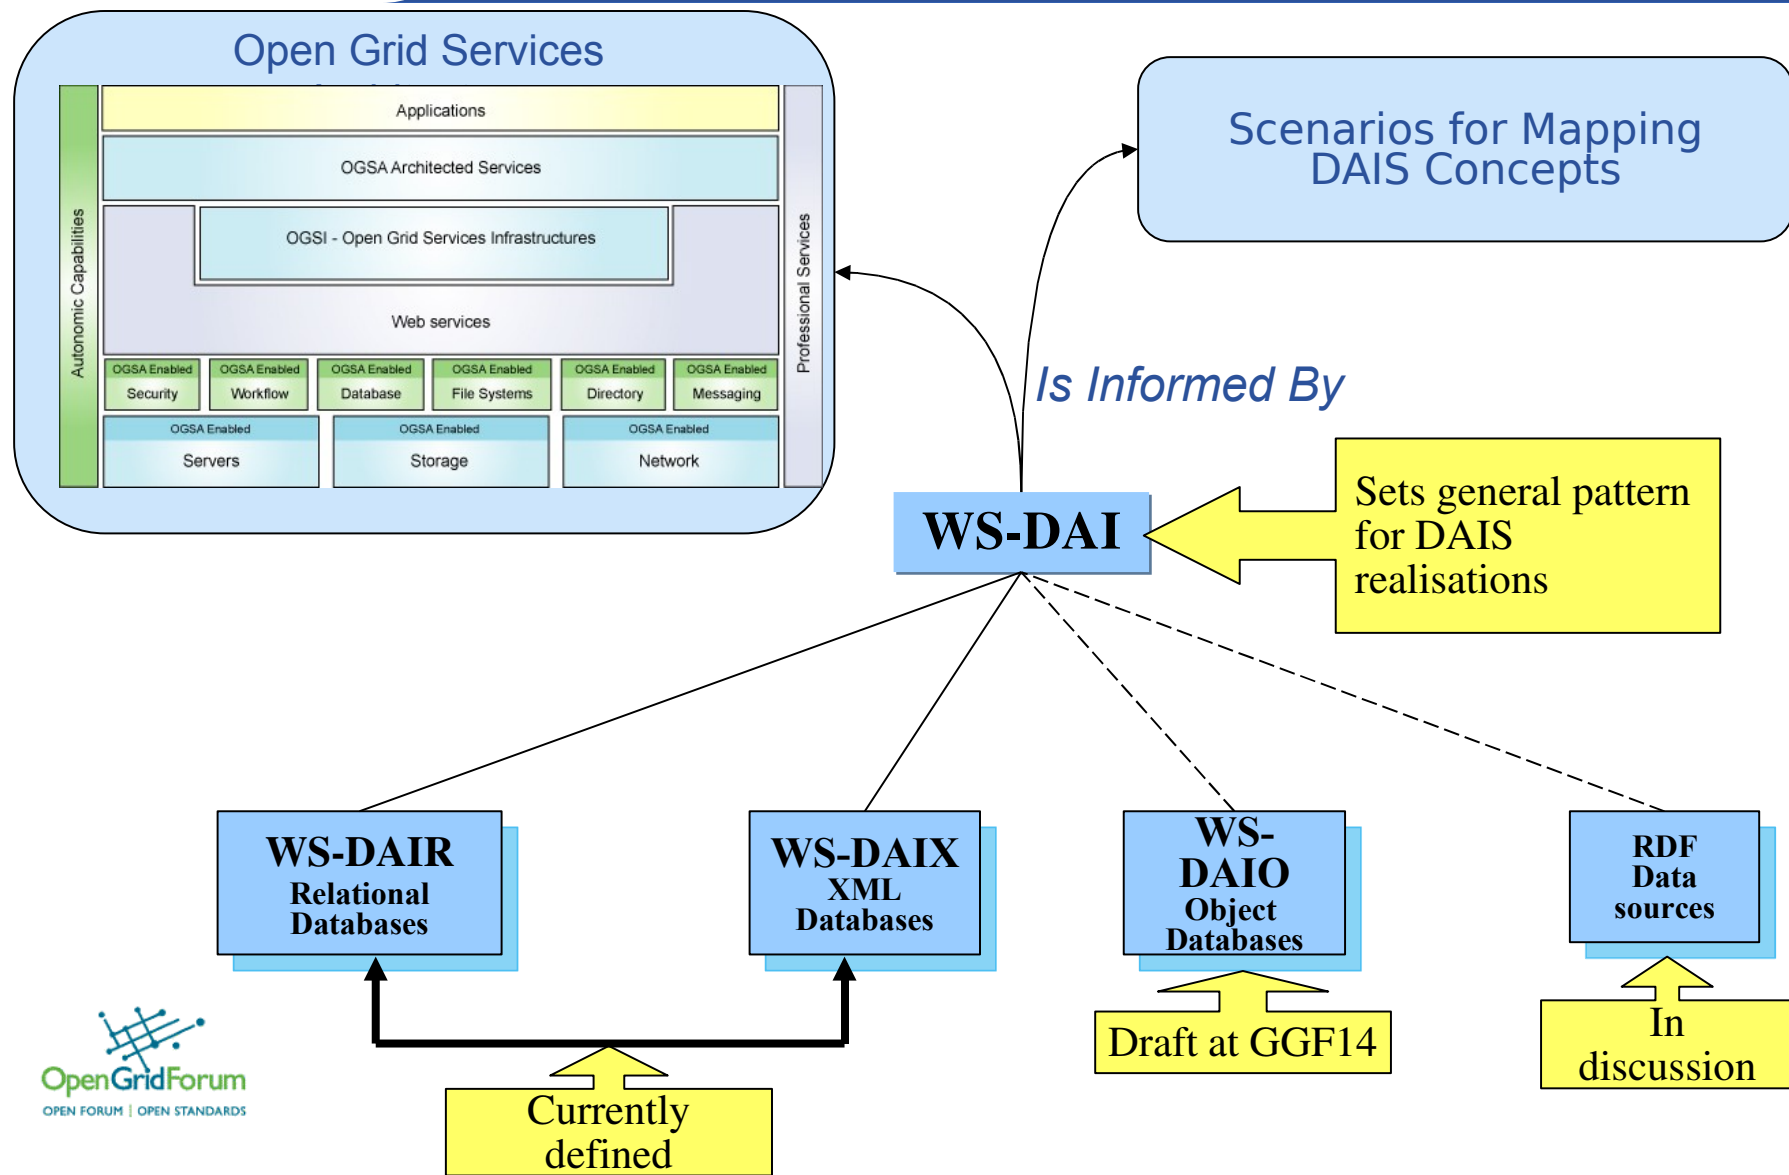 Open Grid Services
Applications
OGSA Architected Services
OGSI - Open Grid Services Infrastructures
Web services
Autonomic Capabilities
Professional Services
OGSA Enabled
Security
OGSA Enabled
Workflow
OGSA Enabled
Database
OGSA Enabled
File Systems
OGSA Enabled
Directory
OGSA Enabled
Messaging
OGSA Enabled
Servers
OGSA Enabled
Storage
OGSA Enabled
Network
Scenarios for Mapping
DAIS Concepts
Is Informed By
WS-DAI
Sets general pattern
for DAIS
realisations
WS-DAIR
Relational
Databases
WS-DAIX
XML
Databases
WS-
DAIO
Object
Databases
RDF
Data
sources
Currently
defined
Draft at GGF14
In
discussion
OpenGridForum
OPEN FORUM | OPEN STANDARDS